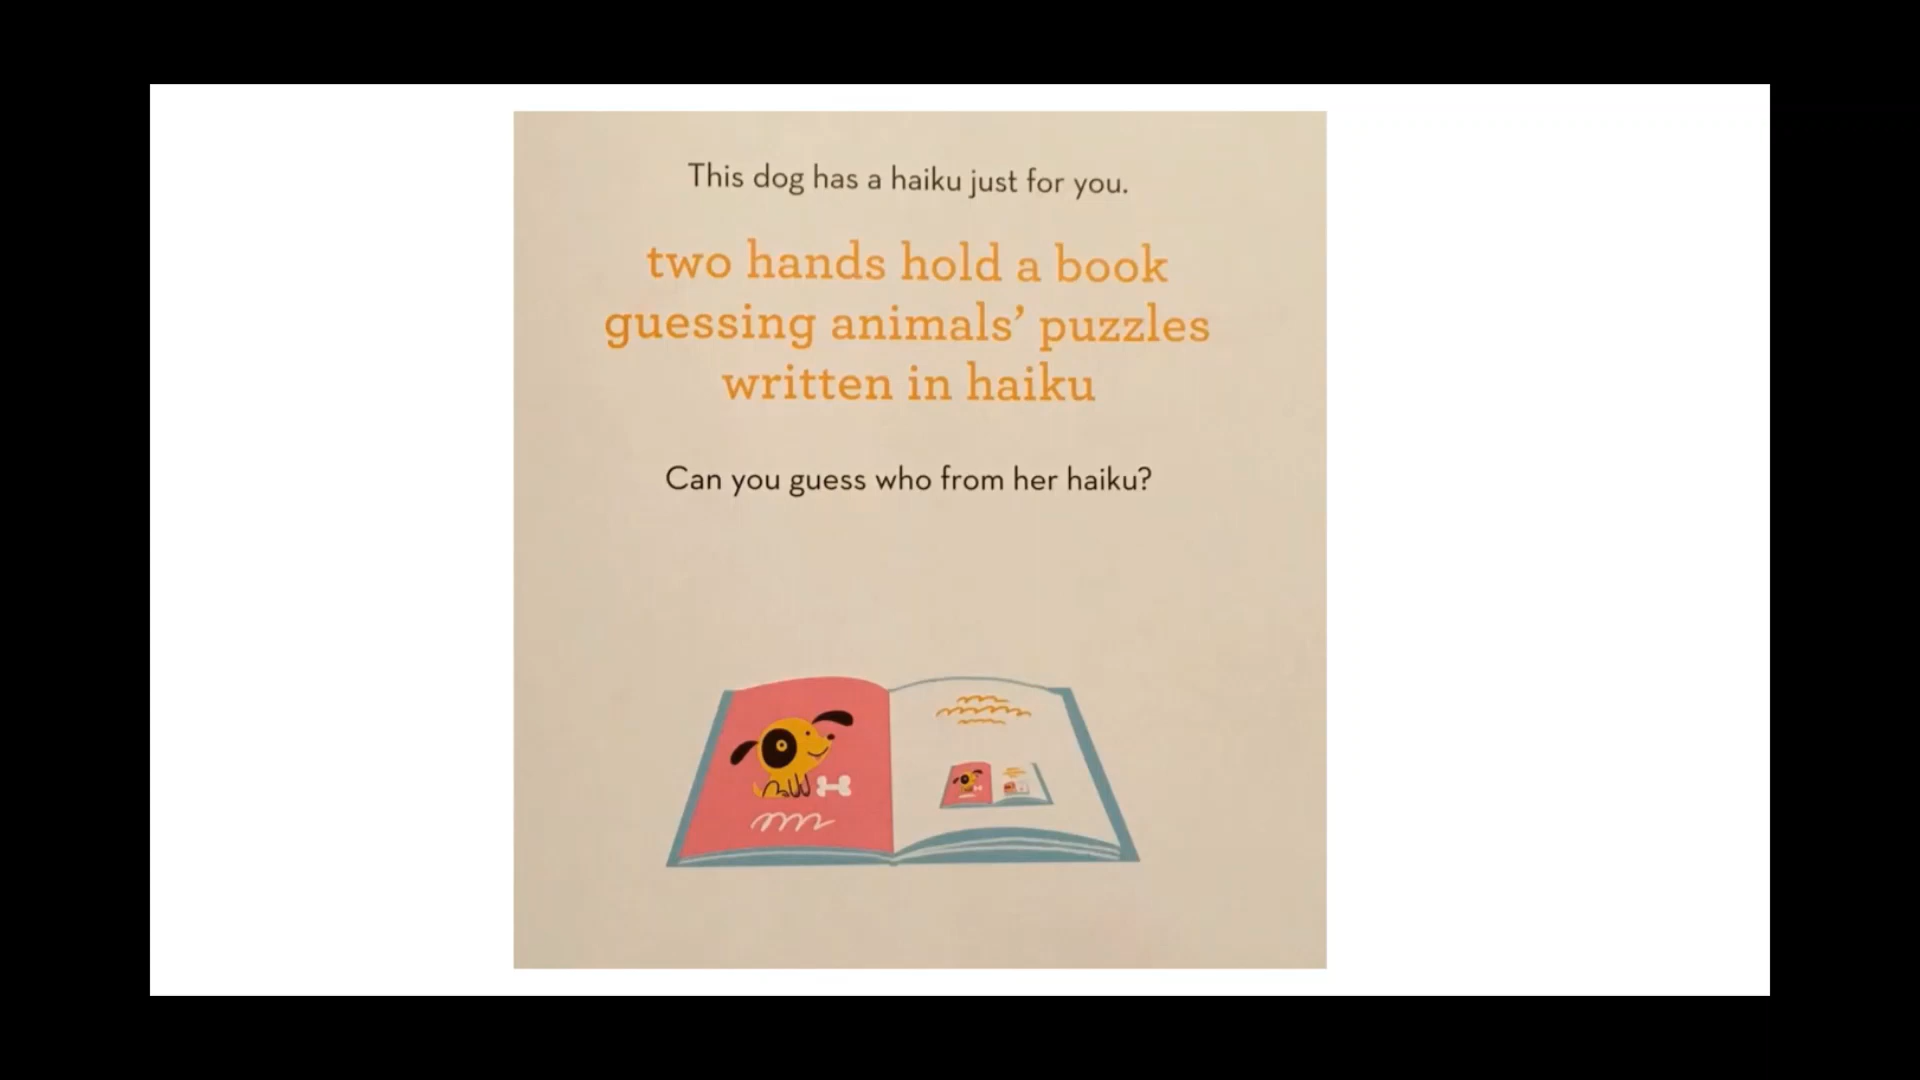 This dog has a haiku just for you.
two hands hold a book
guessing animals’ puzzles
written in haiku
Can you guess who from her haiku?